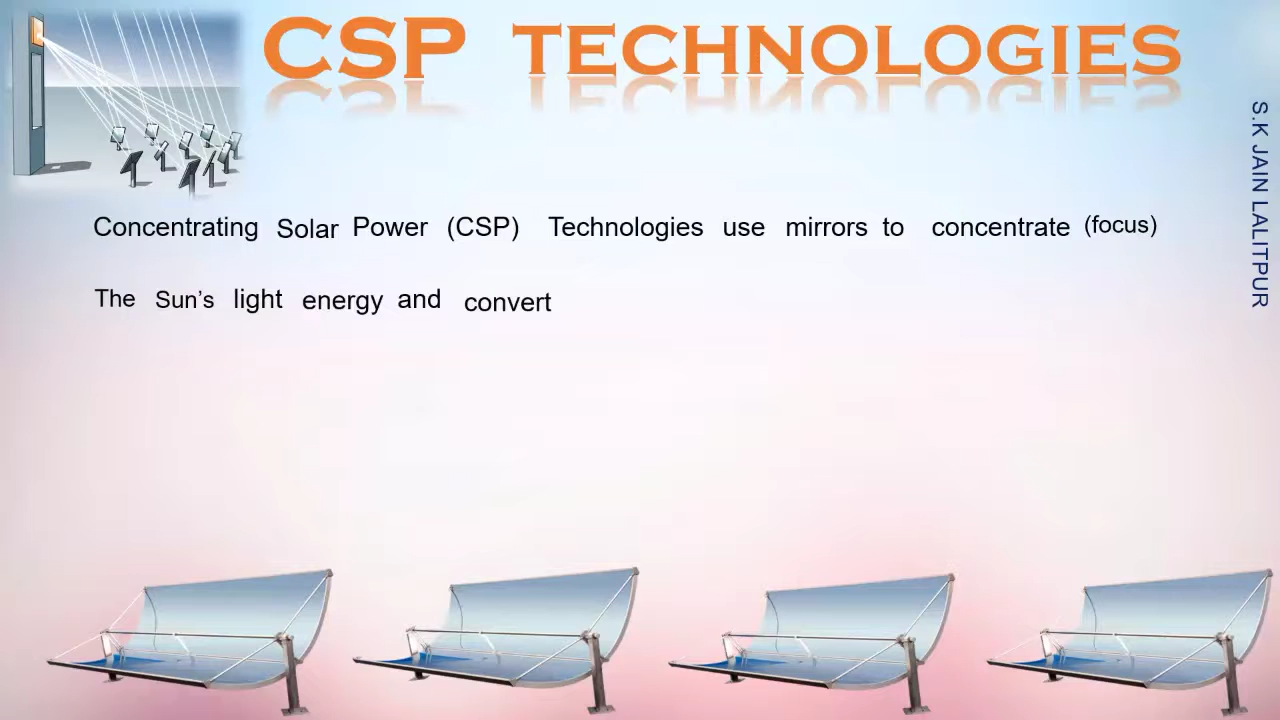 CSP TECHNOLOGIES
Concentrating Solar Power (CSP) Technologies use mirrors to concentrate (focus)
The Sun’s light energy and convert
S.K JAIN LALITPUR